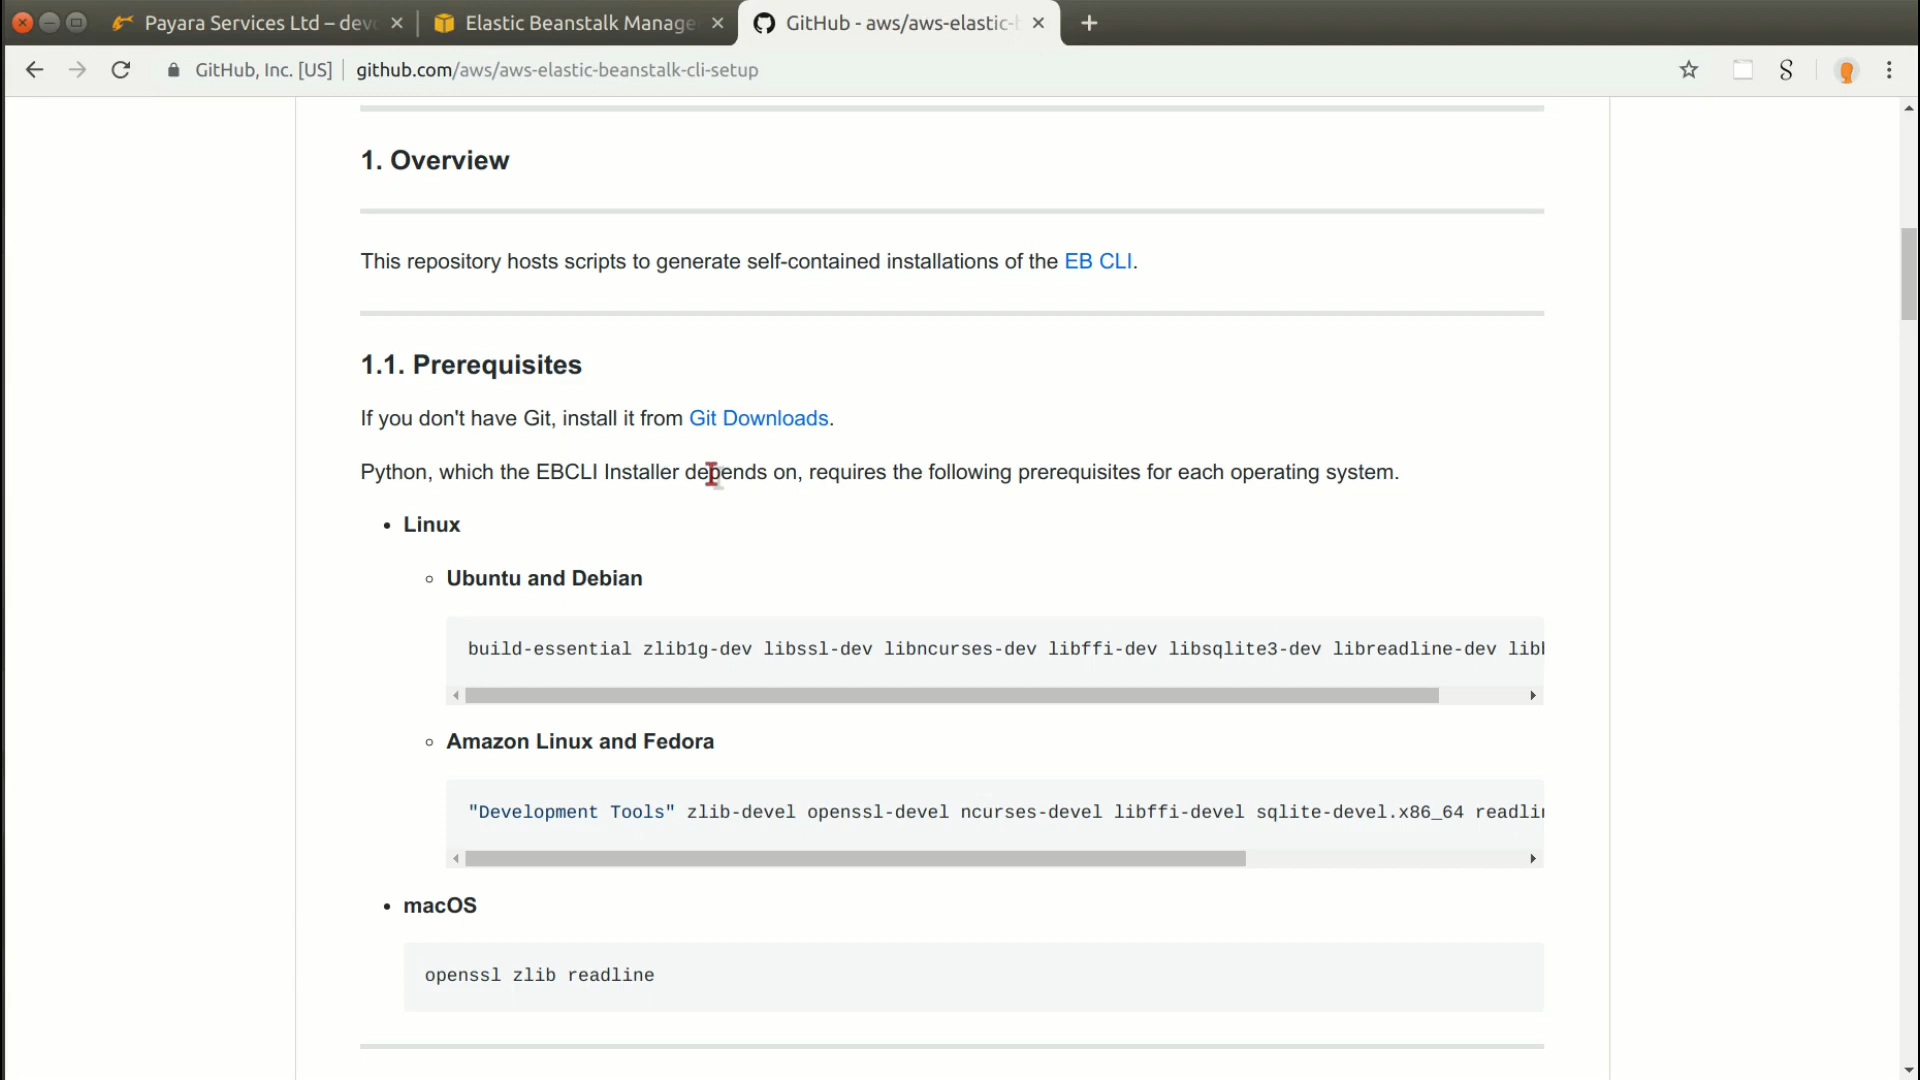 Payara Services Ltd – dev
Elastic Beanstalk Manage
GitHub - aws/aws-elastic-b
GitHub, Inc. [US]
github.com/aws/aws-elastic-beanstalk-cli-setup
1. Overview
This repository hosts scripts to generate self-contained installations of the EB CLI.
1.1. Prerequisites
If you don't have Git, install it from Git Downloads.
Python, which the EBCLI Installer depends on, requires the following prerequisites for each operating system.
• Linux
◦ Ubuntu and Debian
build-essential zlib1g-dev libssl-dev libncurses-dev libffi-dev libsqlite3-dev libreadline-dev
◦ Amazon Linux and Fedora
"Development Tools" zlib-devel openssl-devel ncurses-devel libffi-devel sqlite-devel.x86_64
• macOS
openssl zlib readline